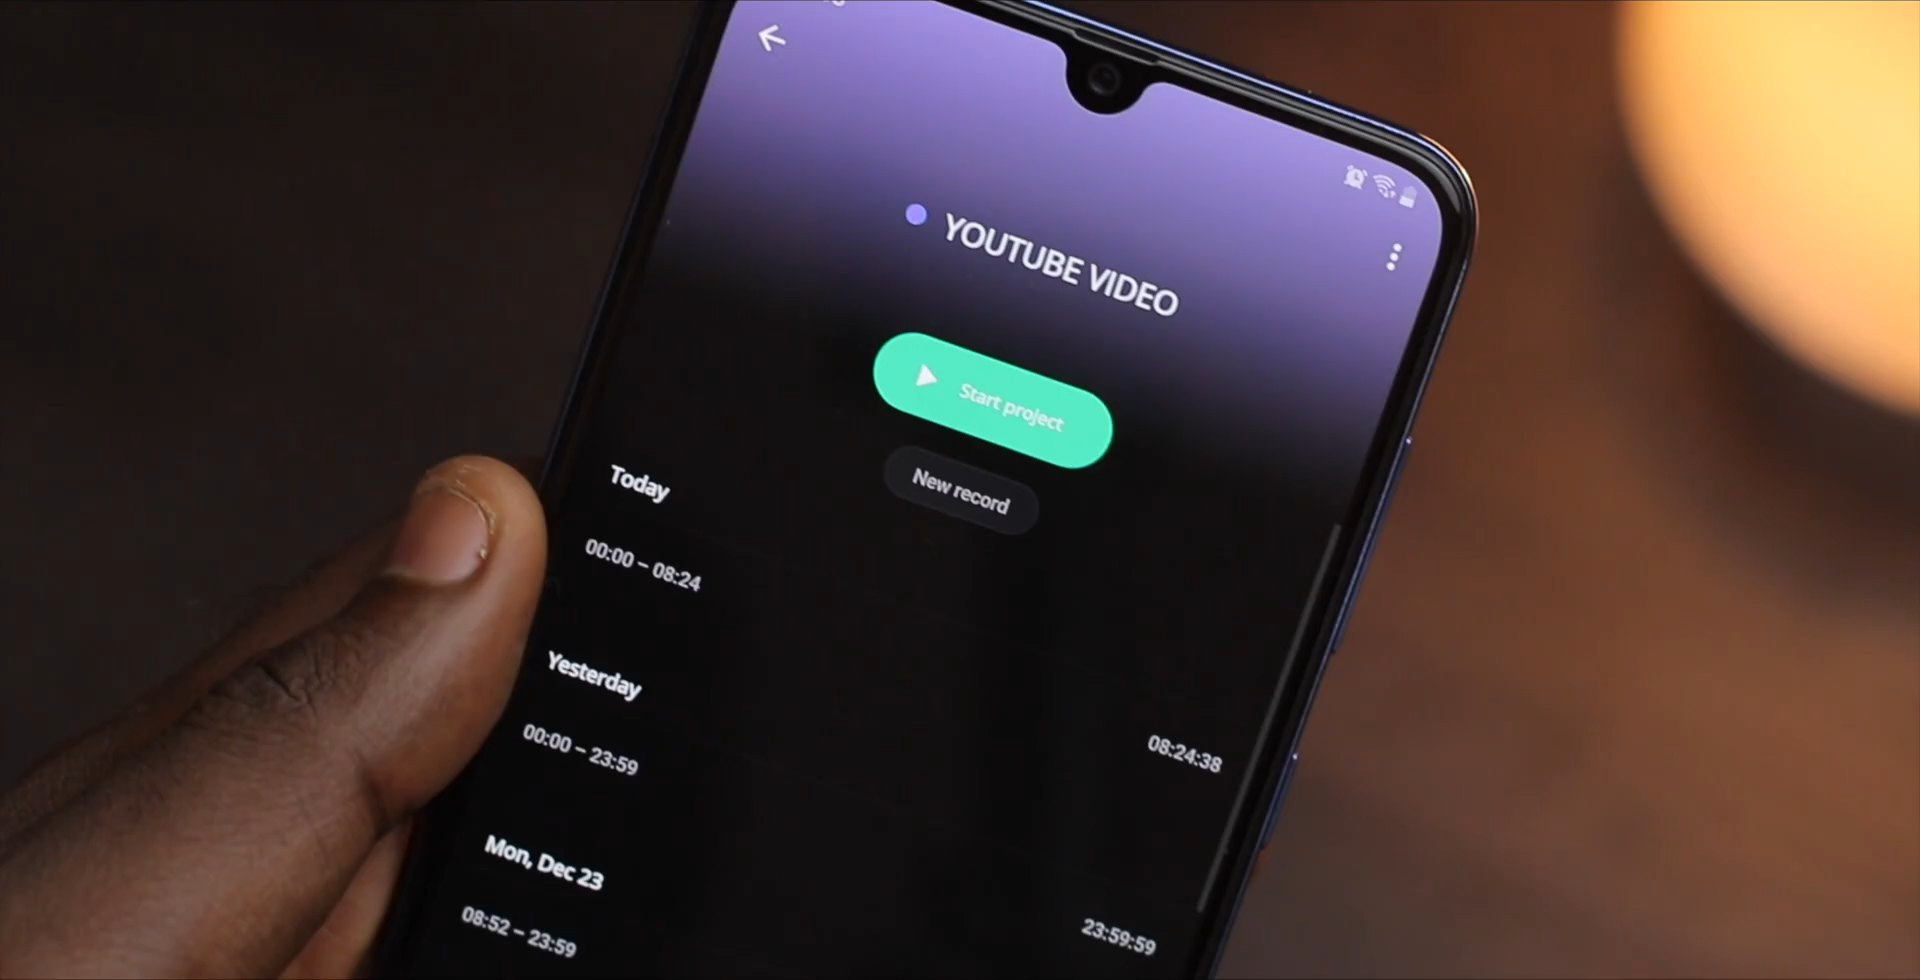 YOUTUBE VIDEO
Start project
New record
Today
00:00 – 08:24
08:24:38
Yesterday
00:00 – 23:59
23:59:59
Mon, Dec 23
08:52 – 23:59